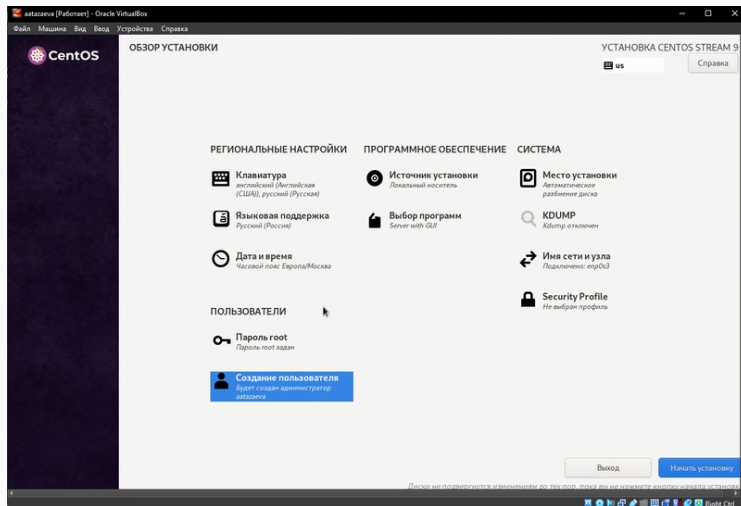 aatazaeva [Работает] - Oracle VirtualBox
Файл Машина Вид Ввод Устройства Справка
CentOS
ОБЗОР УСТАНОВКИ
УСТАНОВКА CENTOS STREAM 9
us
Справка
РЕГИОНАЛЬНЫЕ НАСТРОЙКИ
Клавиатура
английский (Английская
(США)), русский (Русская)
Языковая поддержка
Русский (Россия)
Дата и время
Часовой пояс Европа/Москва
ПРОГРАММНОЕ ОБЕСПЕЧЕНИЕ
Источник установки
Локальный носитель
Выбор программ
Server with GUI
СИСТЕМА
Место установки
Автоматическое
разбиение диска
KDUMP
Kdump отключен
Имя сети и узла
Подключено: enp0s3
Security Profile
Не выбран профиль
ПОЛЬЗОВАТЕЛИ
Пароль root
Пароль root задан
Создание пользователя
Будет создан администратор
aatazaeva
Выход
Начать установку
Диски не подвергнутся изменениям до тех пор, пока вы не нажмете кнопку начала установк
Right Ctrl